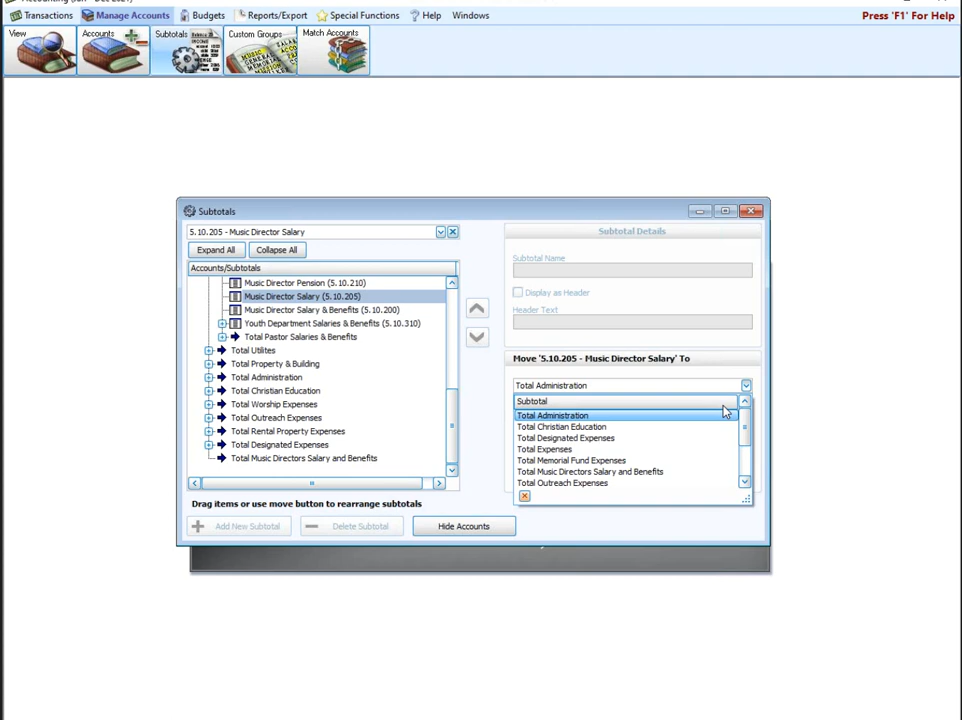 Transactions Manage Accounts Budgets Reports/Export Special Functions Help Windows Press 'F1' For Help
View Accounts Subtotals Custom Groups Match Accounts
Subtotals
5.10.205 - Music Director Salary
Subtotal Details
Expand All Collapse All
Subtotal Name
Accounts/Subtotals
Music Director Pension (5.10.210)
Music Director Salary (5.10.205)
Display as Header
Music Director Salary & Benefits (5.10.200)
Header Text
Youth Department Salaries & Benefits (5.10.310)
Total Pastor Salaries & Benefits
Total Utilites
Move '5.10.205 - Music Director Salary' To
Total Property & Building
Total Administration
Total Administration
Total Christian Education
Subtotal
Total Worship Expenses
Total Administration
Total Outreach Expenses
Total Christian Education
Total Rental Property Expenses
Total Designated Expenses
Total Designated Expenses
Total Expenses
Total Music Directors Salary and Benefits
Total Memorial Fund Expenses
Total Music Directors Salary and Benefits
Total Outreach Expenses
Drag items or use move button to rearrange subtotals
Add New Subtotal Delete Subtotal Hide Accounts